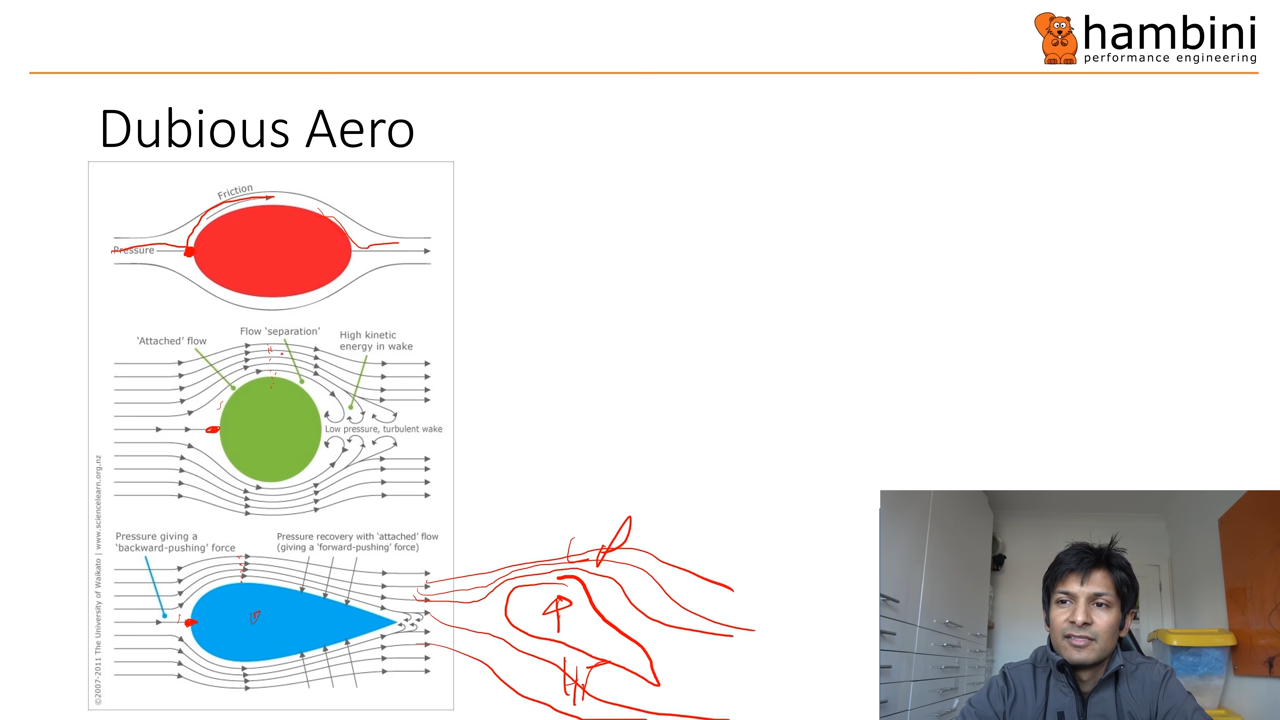 hambini
performance engineering
Dubious Aero
Friction
Pressure
'Attached' flow
Flow 'separation'
High kinetic
energy in wake
Low pressure, turbulent wake
Pressure giving a
'backward-pushing' force
Pressure recovery with 'attached' flow
(giving a 'forward-pushing' force)
©2007-2011 The University of Waikato | www.sciencelearn.org.nz